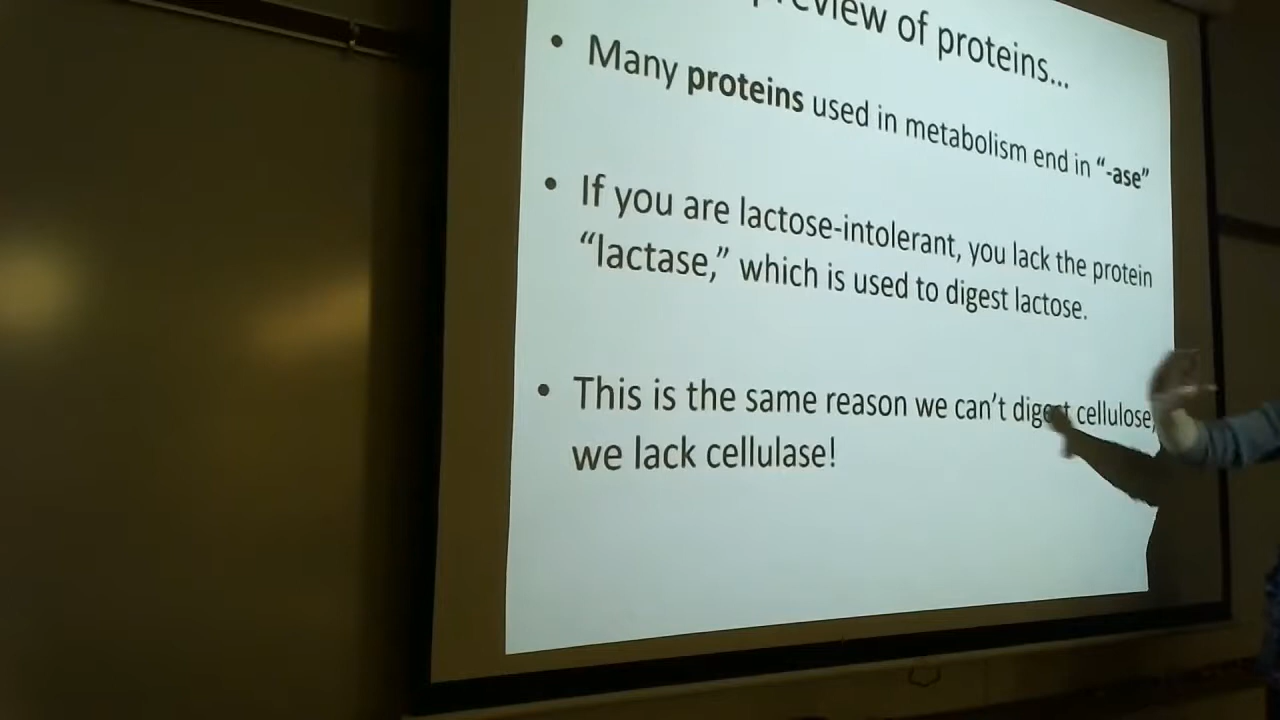 review of proteins...
• Many proteins used in metabolism end in “-ase”
• If you are lactose-intolerant, you lack the protein
“lactase,” which is used to digest lactose.
• This is the same reason we can’t digest cellulose,
we lack cellulase!